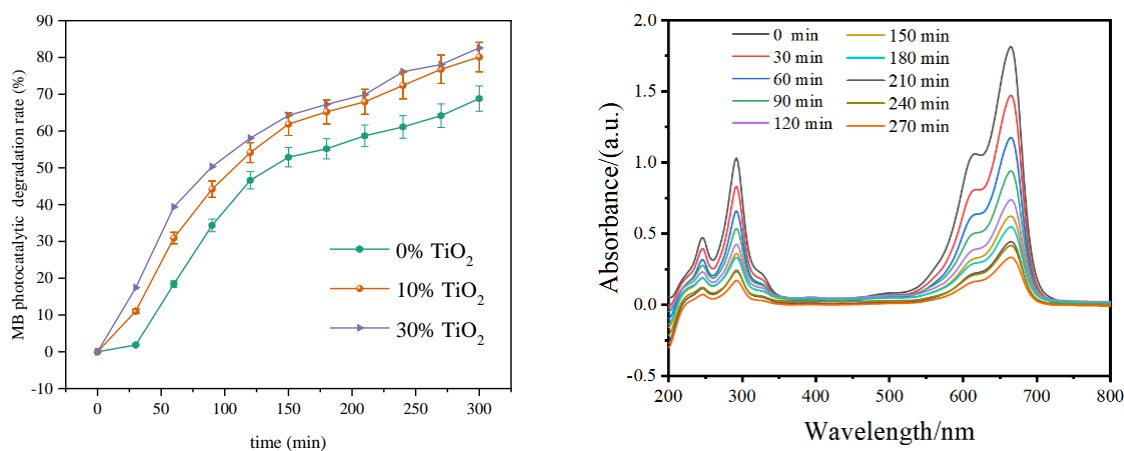 MB photocatalytic degradation rate (%)
90
80
70
60
50
40
30
20
10
0
-10
0% TiO2
10% TiO2
30% TiO2
0 50 100 150 200 250 300
time (min)
Absorbance/(a.u.)
2.0
1.5
1.0
0.5
0.0
-0.5
0 min 150 min
30 min 180 min
60 min 210 min
90 min 240 min
120 min 270 min
200 300 400 500 600 700 800
Wavelength/nm